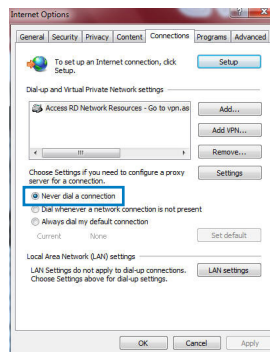 Internet Options
General Security Privacy Content Connections Programs Advanced
To set up an Internet connection, click
Setup.
Setup
Dial-up and Virtual Private Network settings
Access RD Network Resources - Go to vpn.as
Add...
Add VPN...
Remove...
Choose Settings if you need to configure a proxy
server for a connection.
Settings
Never dial a connection
Dial whenever a network connection is not present
Always dial my default connection
Current None
Set default
Local Area Network (LAN) settings
LAN Settings do not apply to dial-up connections.
Choose Settings above for dial-up settings.
LAN settings
OK Cancel Apply